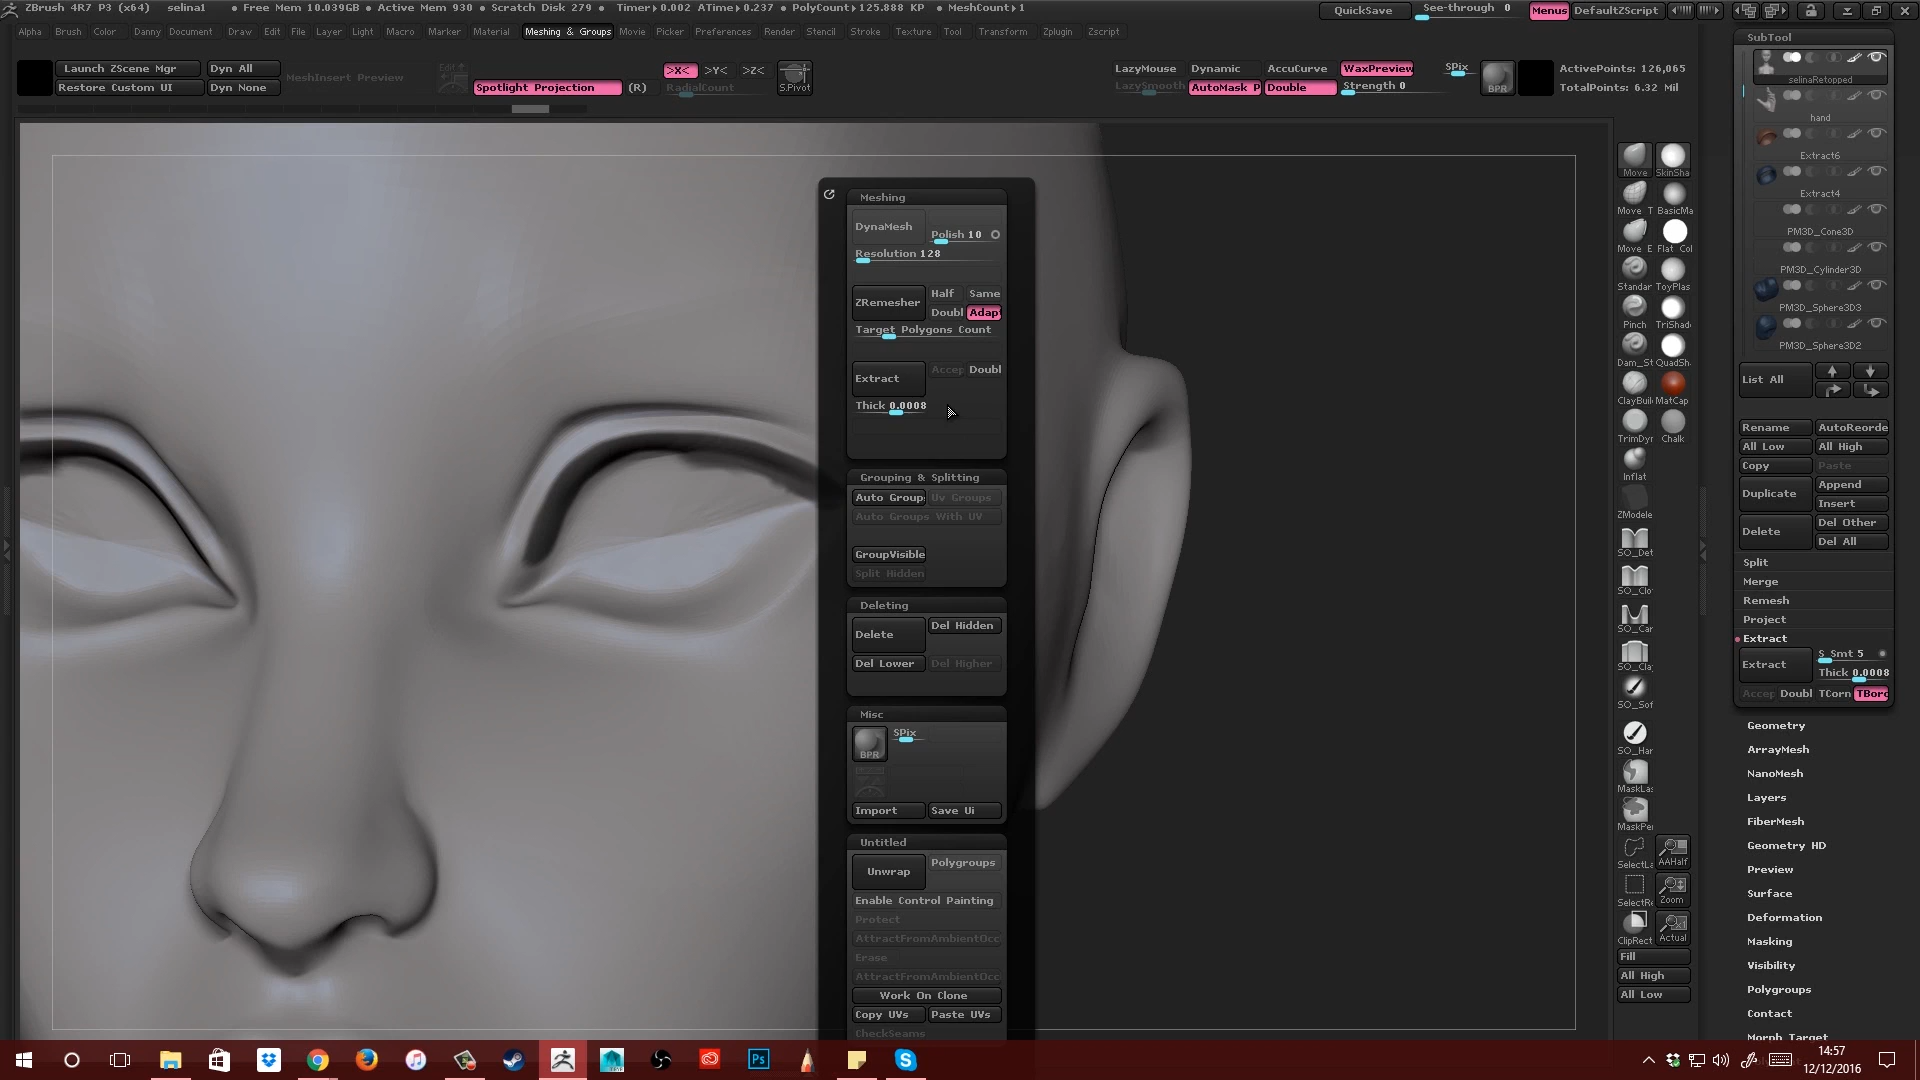 ZBrush 4R7 P3 (x64) selina1 • Free Mem 10.039GB • Active Mem 930 • Scratch Disk 279 • Timer▸0.002 ATime▸0.237 • PolyCount▸125.888 KP • MeshCount▸1 QuickSave See-through 0 Menus DefaultZScript
Alpha Brush Color Danny Document Draw Edit File Layer Light Macro Marker Material Meshing & Groups Movie Picker Preferences Render Stencil Stroke Texture Tool Transform Zplugin Zscript
Launch ZScene Mgr Dyn All
Restore Custom UI Dyn None
MeshInsert Preview
Edit
Spotlight Projection (R)
>X< >Y< >Z<
RadialCount
S.Pivot
LazyMouse Dynamic AccuCurve WaxPreview
LazySmooth AutoMask P Double Strength 0
SPix
BPR
ActivePoints: 126,065
TotalPoints: 6.32 Mil
Meshing
DynaMesh Polish 10
Resolution 128
ZRemesher Half Same
Doubl Adap
Target Polygons Count
Extract Accep Doubl
Thick 0.0008
Grouping & Splitting
Auto Group Uv Groups
Auto Groups With UV
GroupVisible
Split Hidden
Deleting
Delete Del Hidden
Del Lower Del Higher
Misc
BPR SPix
Import Save Ui
Untitled
Unwrap Polygroups
Enable Control Painting
Protect
AttractFromAmbientOcc
Erase
AttractFromAmbientOcc
Work On Clone
Copy UVs Paste UVs
CheckSeams
Move SkinSha
Move T BasicMa
Move E Flat Col
Standar ToyPlas
Pinch TriShad
Dam_St QuadSh
ClayBuil MatCap
TrimDyn Chalk
Inflat
ZModele
SO_Det
SO_Clo
SO_Car
SO_Cla
SO_Sof
SO_Har
MaskLas
MaskPe
SelectLa AAHalf
SelectRe Zoom
ClipRect Actual
Fill
All High
All Low
SubTool
selinaRetopped
hand
Extract6
Extract4
PM3D_Cone3D
PM3D_Cylinder3D
PM3D_Sphere3D3
PM3D_Sphere3D2
List All
Rename AutoReorde
All Low All High
Copy Paste
Duplicate Append
Insert
Delete Del Other
Del All
Split
Merge
Remesh
Project
Extract
Extract S Smt 5
Thick 0.0008
Accep Doubl TCorn TBorc
Geometry
ArrayMesh
NanoMesh
Layers
FiberMesh
Geometry HD
Preview
Surface
Deformation
Masking
Visibility
Polygroups
Contact
Morph Target
Ps
14:57
12/12/2016